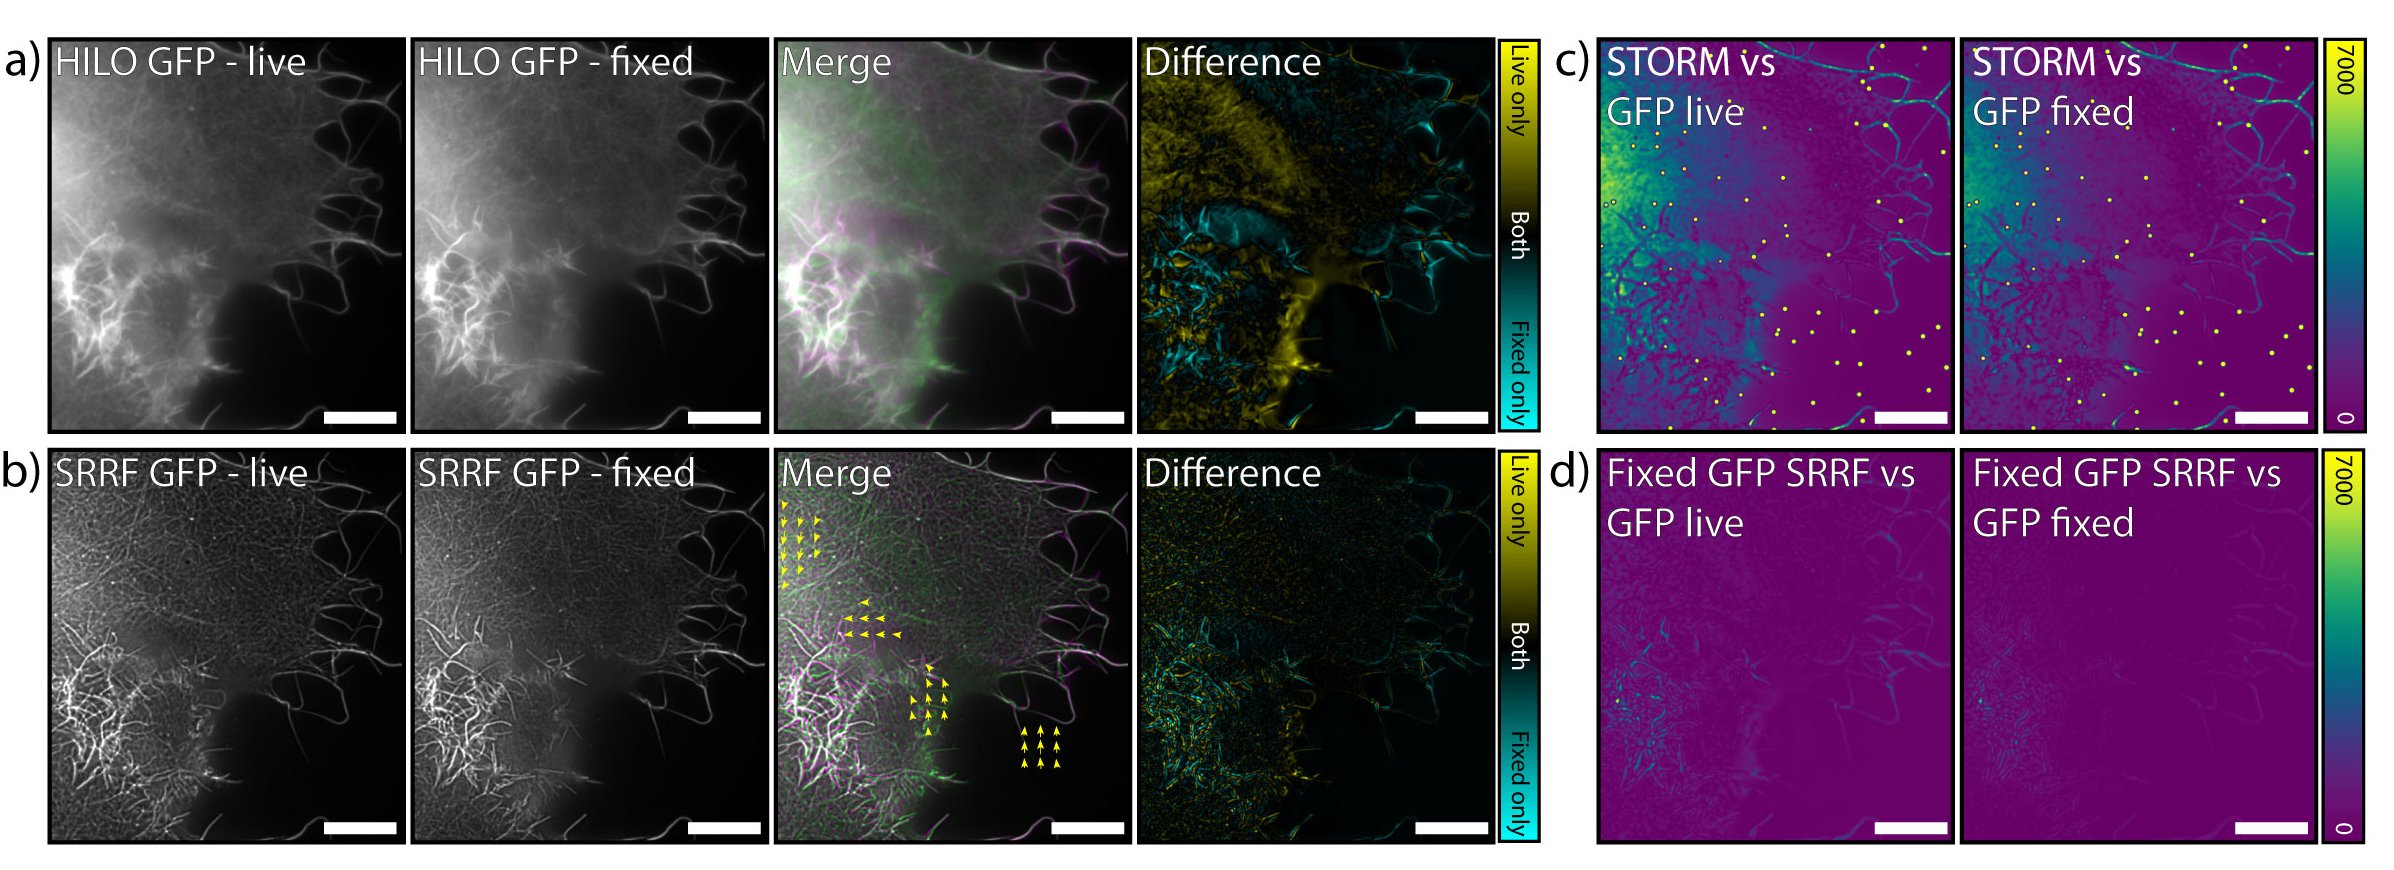 a)
HILO GFP - live
HILO GFP - fixed
Merge
Difference
Live only
Both
Fixed only
c)
STORM vs
GFP live
STORM vs
GFP fixed
7000
0
b)
SRRF GFP - live
SRRF GFP - fixed
Merge
Difference
Live only
Both
Fixed only
d)
Fixed GFP SRRF vs
GFP live
Fixed GFP SRRF vs
GFP fixed
7000
0